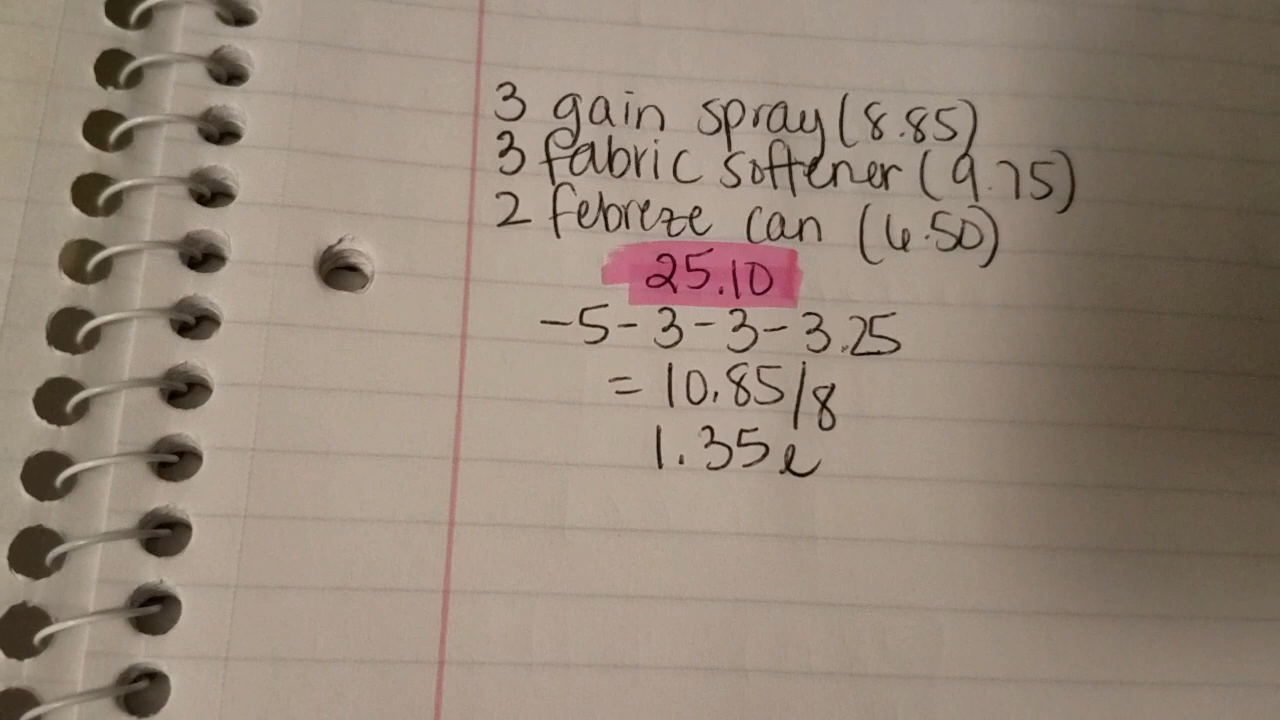 3 gain spray (8.85)
3 fabric softener (9.75)
2 febreze can (6.50)
25.10
-5-3-3-3.25
= 10.85/8
1.35e